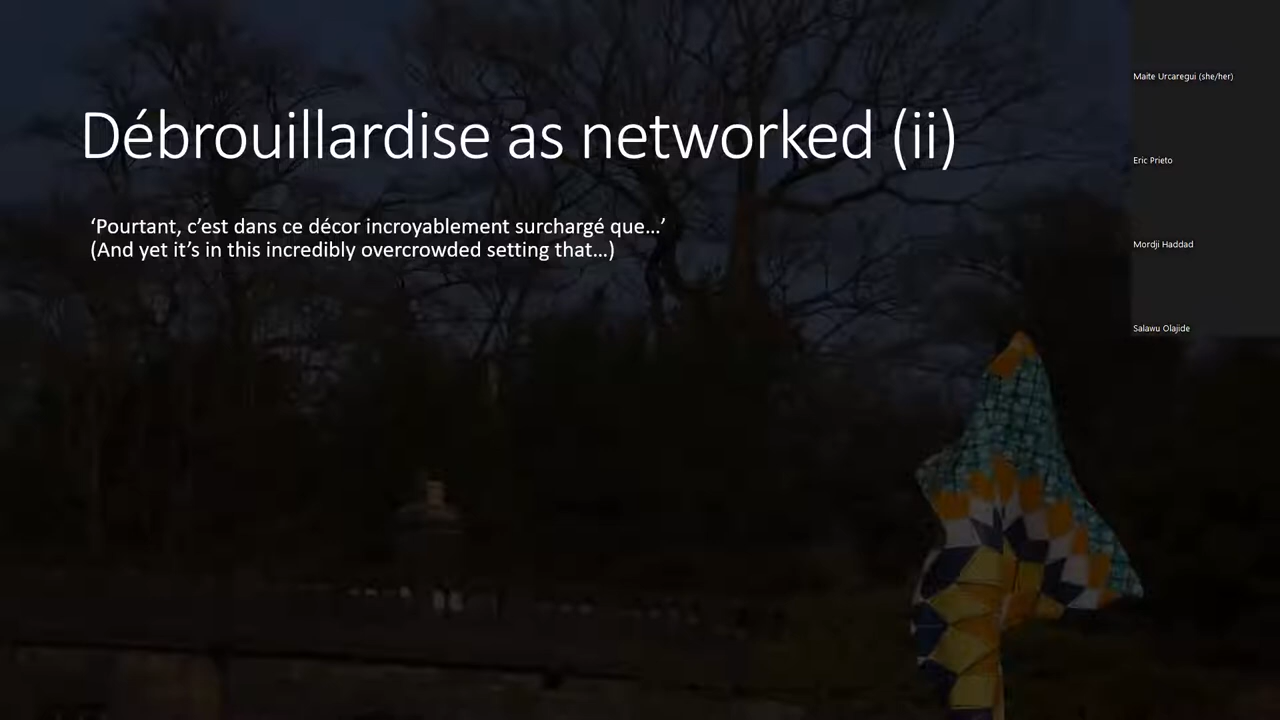 Débrouillardise as networked (ii)
‘Pourtant, c’est dans ce décor incroyablement surchargé que…’
(And yet it’s in this incredibly overcrowded setting that…)
Maite Urcaregui (she/her)
Eric Prieto
Mordji Haddad
Salawu Olajide